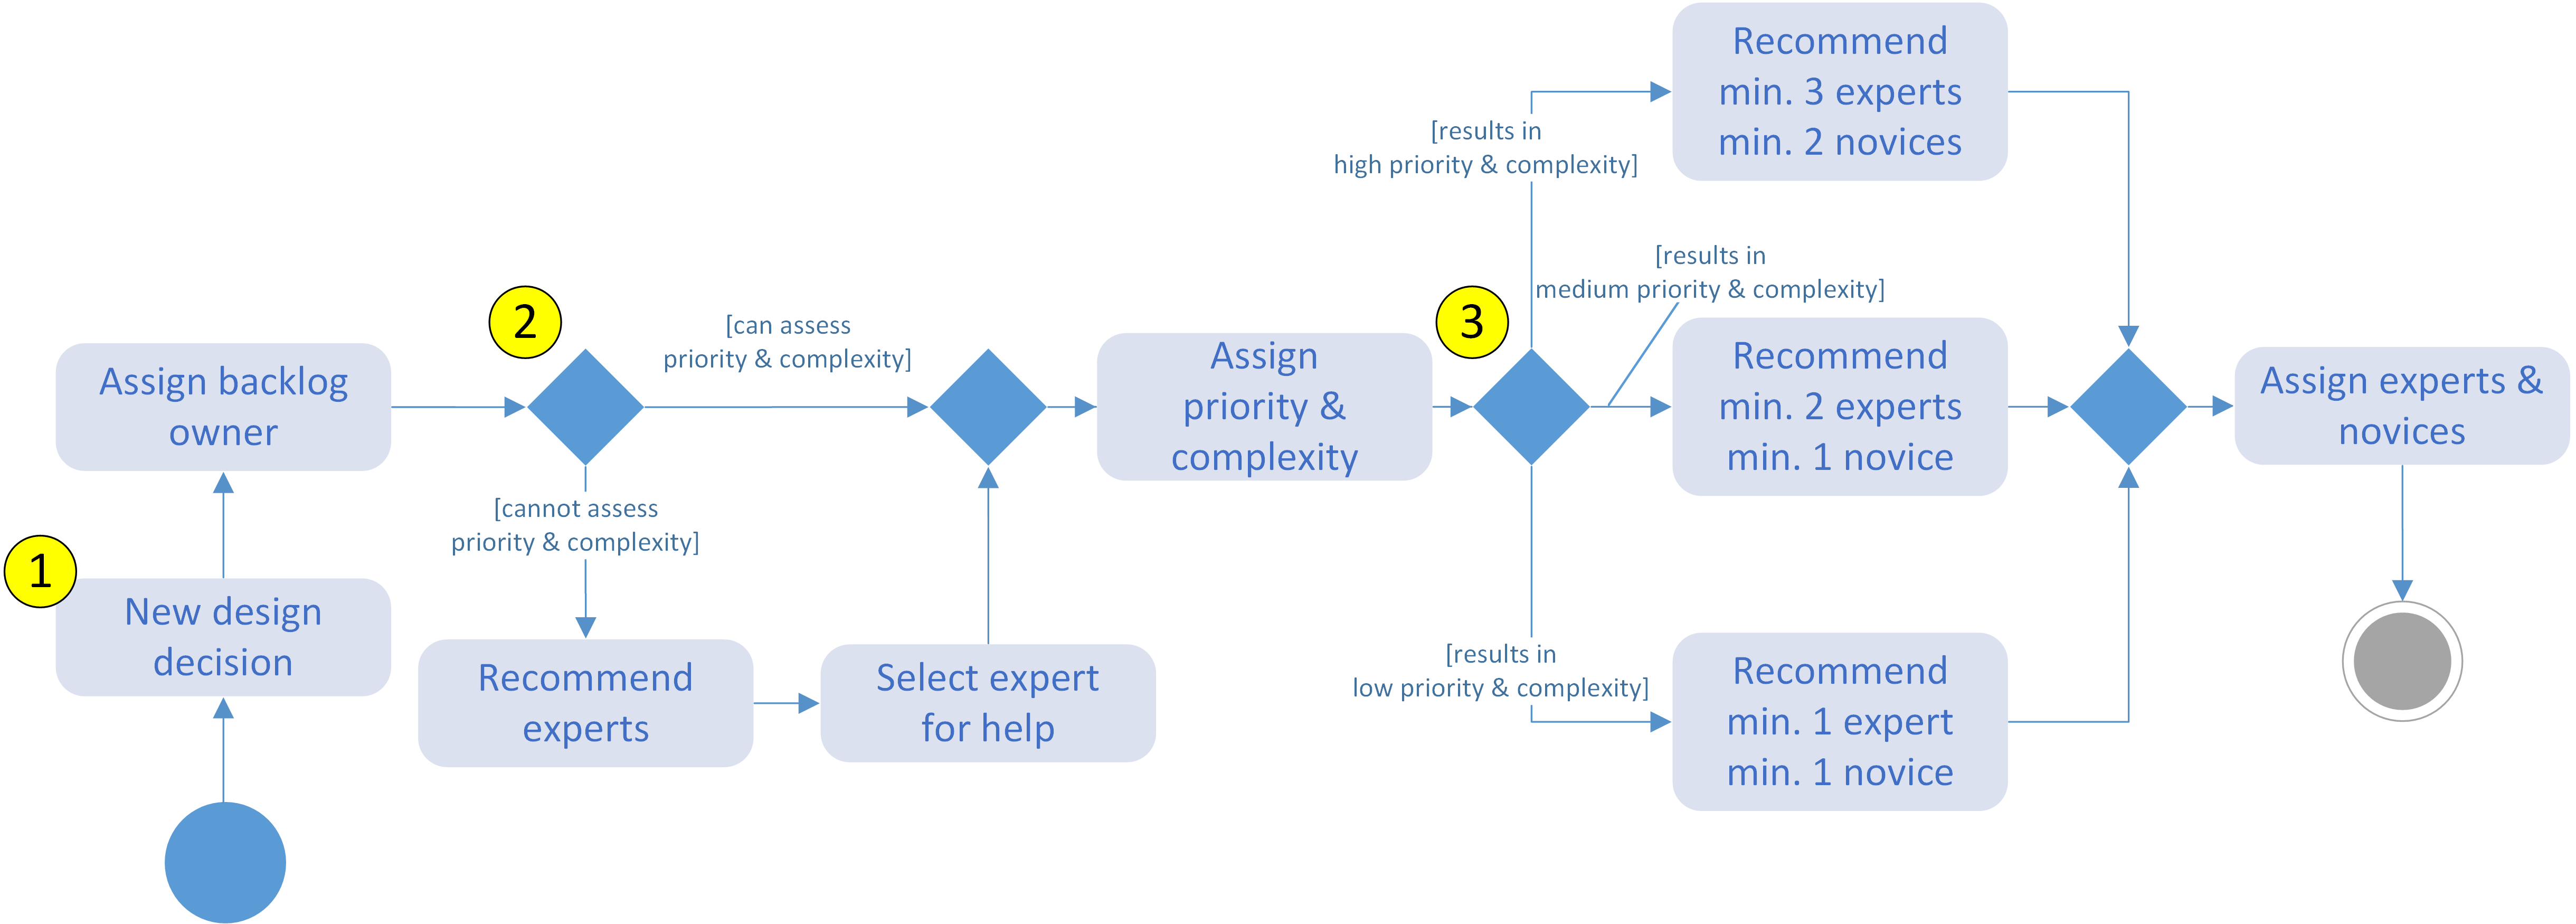 1
New design
decision
Assign backlog
owner
2
[can assess
priority & complexity]
[cannot assess
priority & complexity]
Recommend
experts
Select expert
for help
Assign
priority &
complexity
3
[results in
high priority & complexity]
Recommend
min. 3 experts
min. 2 novices
[results in
medium priority & complexity]
Recommend
min. 2 experts
min. 1 novice
[results in
low priority & complexity]
Recommend
min. 1 expert
min. 1 novice
Assign experts &
novices